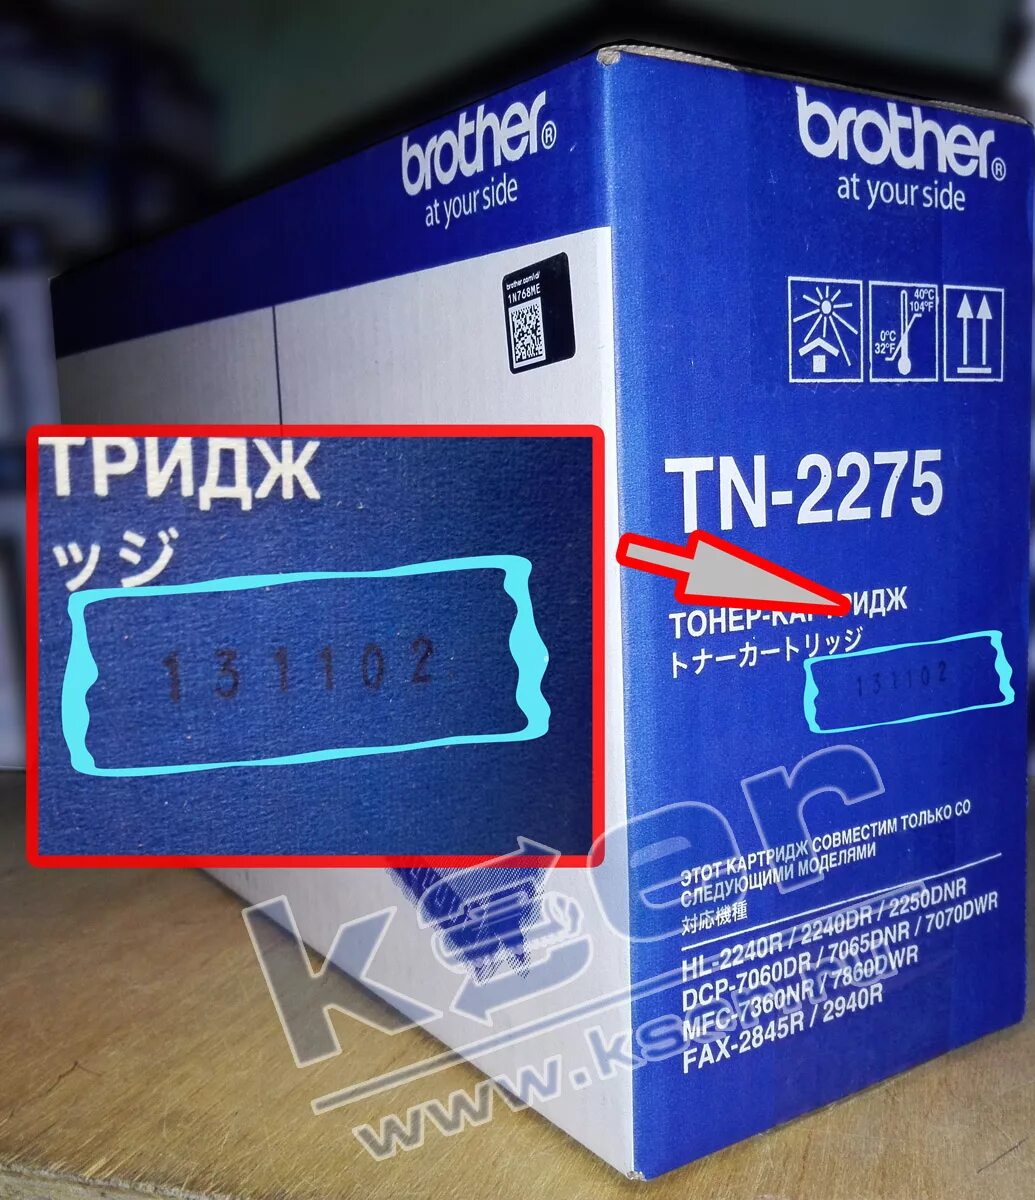 brother®
at your side
brother®
at your side
brother.com/id/
1N768ME
40°C
104°F
0°C
32°F
TN-2275
ТРИДЖ
ッジ
131102
ТОНЕР-КАРТРИДЖ
トナーカートリッジ
131102
ЭТОТ КАРТРИДЖ СОВМЕСТИМ ТОЛЬКО СО
СЛЕДУЮЩИМИ МОДЕЛЯМИ
対応機種
HL-2240R / 2240DR / 2250DNR
DCP-7060DR / 7065DNR / 7070DWR
MFC-7360NR / 7860DWR
FAX-2845R / 2940R
kser
www.kser.ru